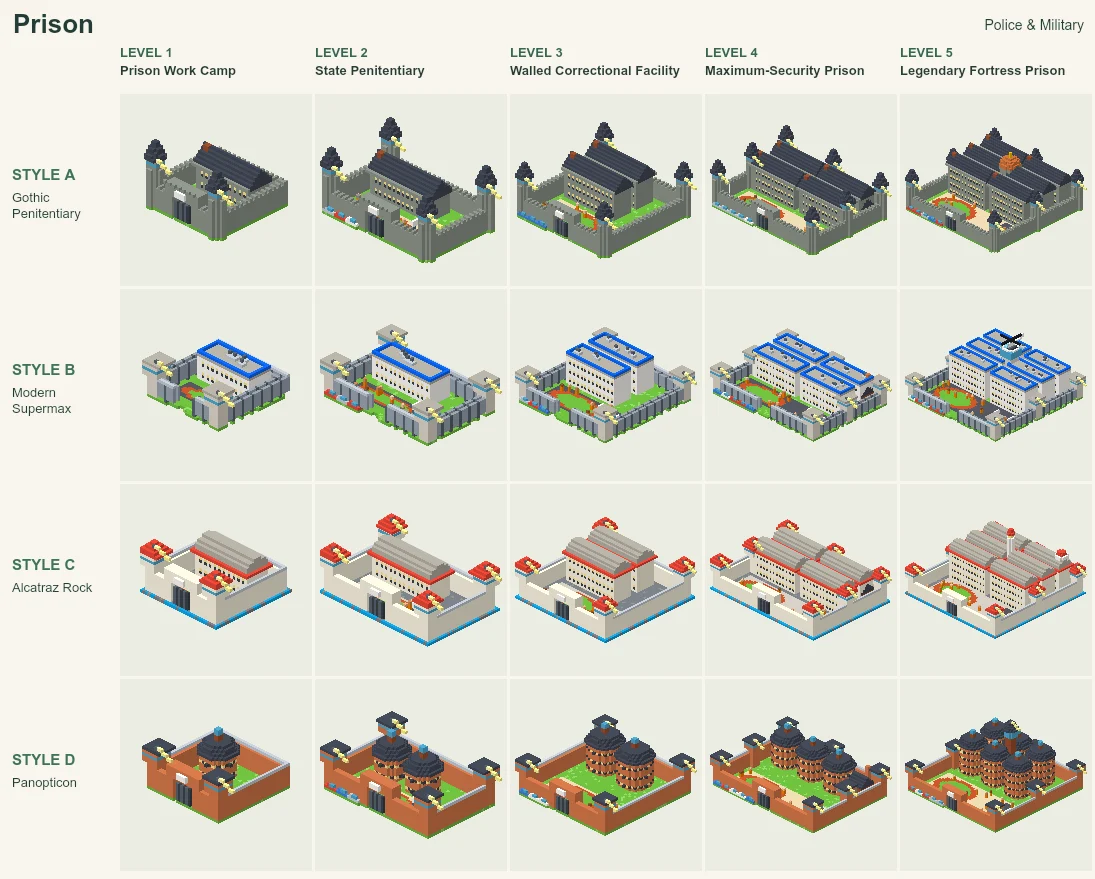 Prison
Police & Military
LEVEL 1
Prison Work Camp
LEVEL 2
State Penitentiary
LEVEL 3
Walled Correctional Facility
LEVEL 4
Maximum-Security Prison
LEVEL 5
Legendary Fortress Prison
STYLE A
Gothic
Penitentiary
STYLE B
Modern
Supermax
STYLE C
Alcatraz Rock
STYLE D
Panopticon